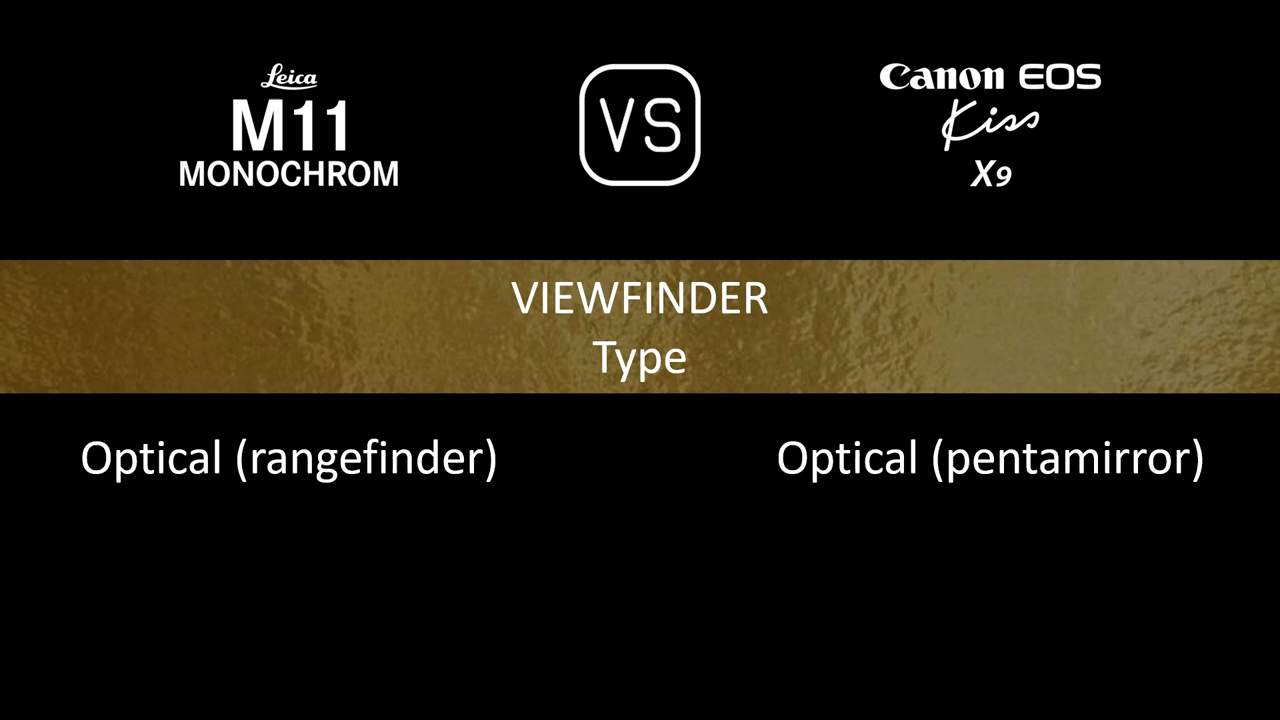 Leica
M11
MONOCHROM
VS
Canon EOS
Kiss
X9
VIEWFINDER
Type
Optical (rangefinder)
Optical (pentamirror)